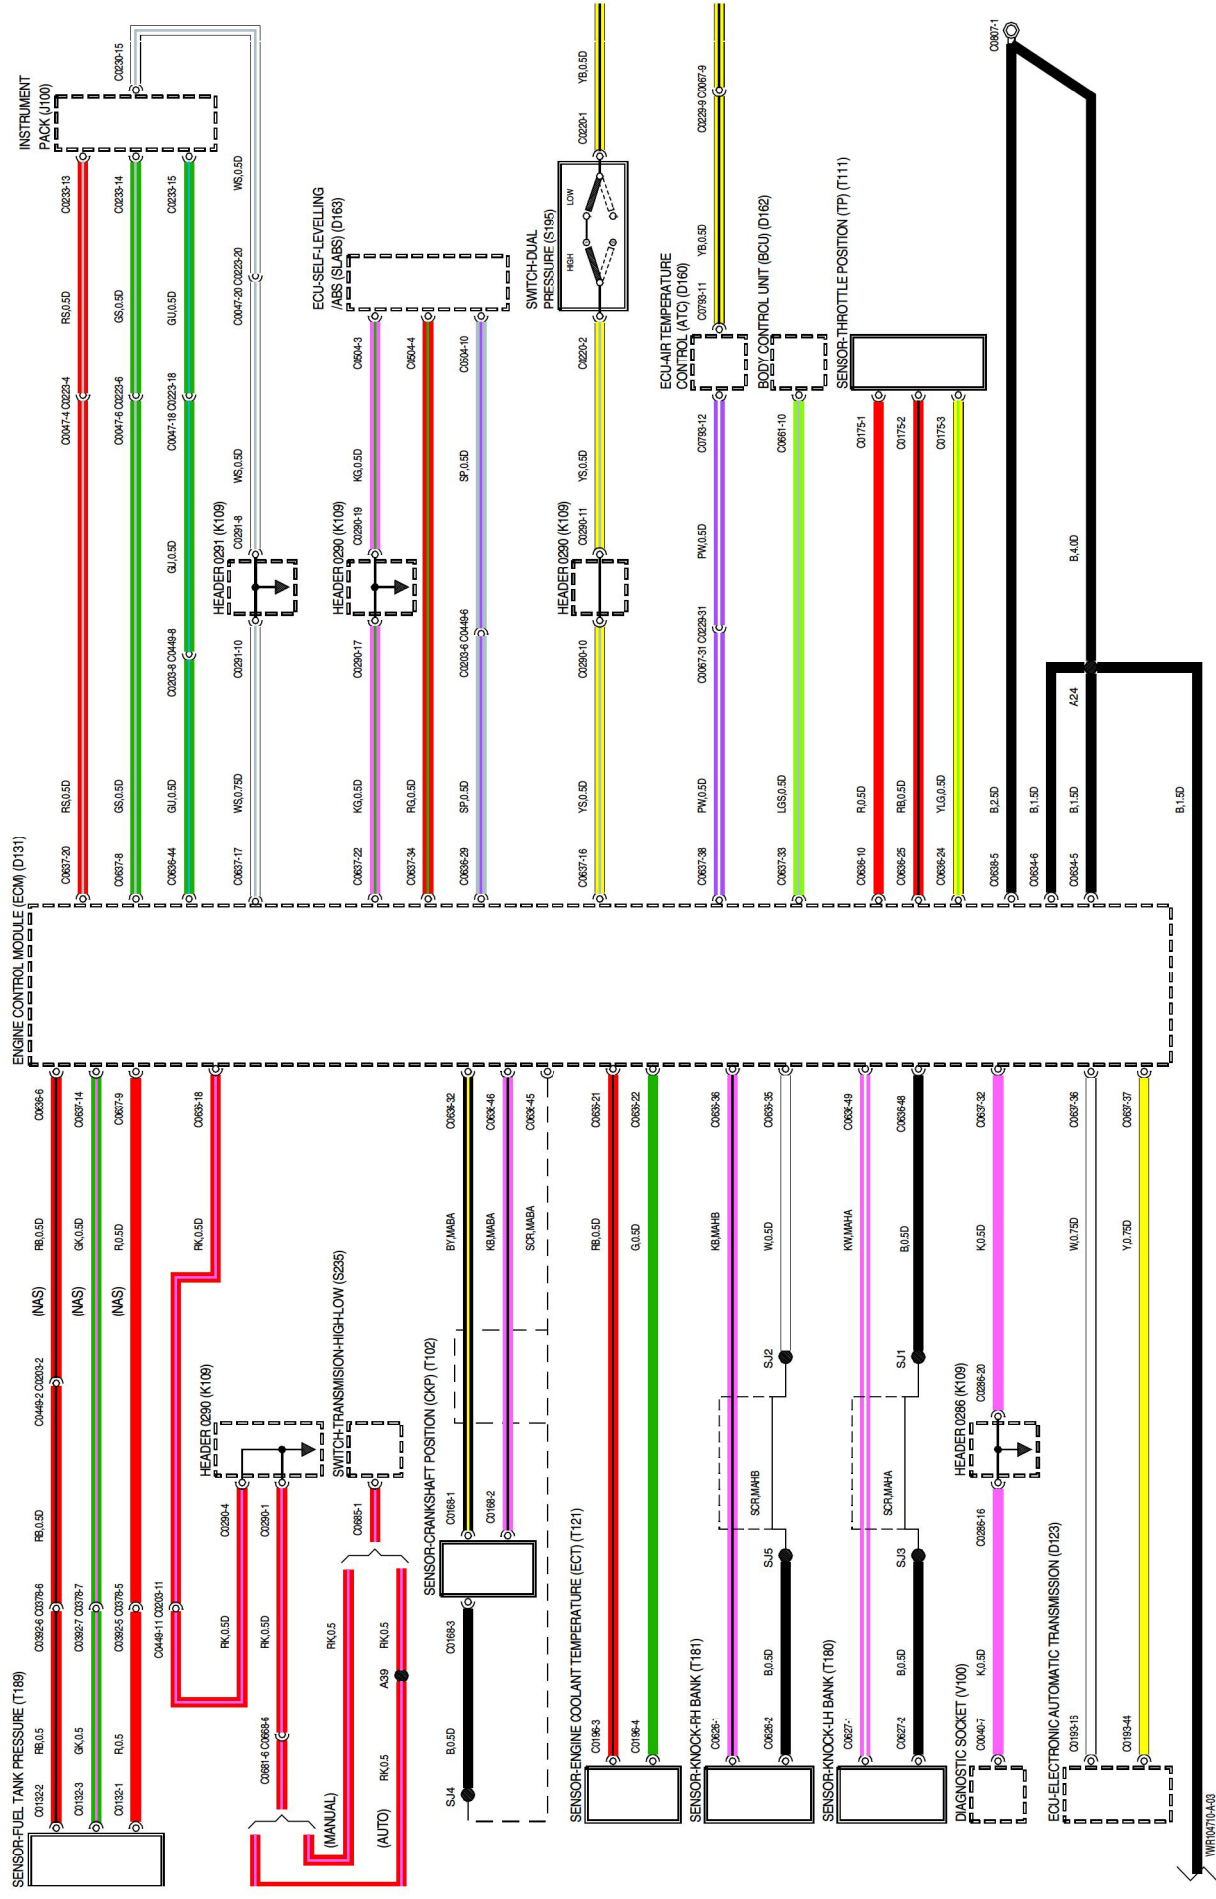 INSTRUMENT
PACK (J100)
C0230-15
C0233-13
C0233-14
C0233-15
WS,0.5D
RS,0.5D
GS,0.5D
GU,0.5D
C0047-20 C0223-20
C0047-4 C0223-4
C0047-6 C0223-6
C0047-18 C0223-18
GU,0.5D
WS,0.5D
C0203-8 C0449-8
HEADER 0291 (K109)
C0291-8
C0291-10
RS,0.5D
GS,0.5D
GU,0.5D
WS,0.75D
C0637-20
C0637-8
C0636-44
C0637-17
ECU-SELF-LEVELLING
/ABS (SLABS) (D163)
C0504-3
C0504-4
C0504-10
KG,0.5D
SP,0.5D
HEADER 0290 (K109)
C0290-19
C0290-17
C0203-6 C0449-6
KG,0.5D
RG,0.5D
SP,0.5D
C0637-22
C0637-34
C0636-29
YB,0.5D
C0220-1
SWITCH-DUAL
PRESSURE (S195)
LOW
HIGH
C0220-2
YS,0.5D
HEADER 0290 (K109)
C0290-11
C0290-10
YS,0.5D
C0637-16
C0229-9 C0067-9
YB,0.5D
C0793-11
ECU-AIR TEMPERATURE
CONTROL (ATC) (D160)
C0793-12
PW,0.5D
C0067-31 C0229-31
PW,0.5D
C0637-38
BODY CONTROL UNIT (BCU) (D162)
C0661-10
LGS,0.5D
C0637-33
SENSOR-THROTTLE POSITION (TP) (T111)
C0175-1
C0175-2
C0175-3
R,0.5D
RB,0.5D
YLG,0.5D
C0636-10
C0636-25
C0636-24
C0807-1
B,4.0D
A24
B,2.5D
B,1.5D
B,1.5D
B,1.5D
C0638-5
C0634-6
C0634-5
ENGINE CONTROL MODULE (ECM) (D131)
C0636-6
C0637-14
C0637-9
C0636-18
RB,0.5D
GK,0.5D
R,0.5D
RK,0.5D
(NAS)
(NAS)
(NAS)
C0449-2 C0203-2
RB,0.5D
C0392-6 C0378-6
C0392-7 C0378-7
C0392-5 C0378-5
C0449-11 C0203-11
RB,0.5
GK,0.5
R,0.5
C0132-2
C0132-3
C0132-1
SENSOR-FUEL TANK PRESSURE (T189)
HEADER 0290 (K109)
C0290-4
C0290-1
RK,0.5D
RK,0.5D
C0681-6 C0668-6
SWITCH-TRANSMISION-HIGH-LOW (S235)
C0685-1
RK,0.5
RK,0.5
A39
RK,0.5
(MANUAL)
(AUTO)
C0636-32
C0636-46
C0636-45
BY,MABA
KB,MABA
SCR,MABA
SENSOR-CRANKSHAFT POSITION (CKP) (T102)
C0168-1
C0168-2
C0168-3
B,0.5D
SJ4
C0636-21
C0636-22
RB,0.5D
G,0.5D
SENSOR-ENGINE COOLANT TEMPERATURE (ECT) (T121)
C0196-3
C0196-4
C0636-36
C0636-35
KB,MAHB
W,0.5D
SJ2
SCR,MAHB
SJ5
B,0.5D
SENSOR-KNOCK-RH BANK (T181)
C0626-1
C0626-2
C0636-49
C0636-48
KW,MAHA
B,0.5D
SJ1
SCR,MAHA
SJ3
B,0.5D
SENSOR-KNOCK-LH BANK (T180)
C0627-1
C0627-2
C0637-32
K,0.5D
HEADER 0286 (K109)
C0286-20
C0286-16
K,0.5D
DIAGNOSTIC SOCKET (V100)
C0040-7
C0637-36
C0637-37
W,0.75D
Y,0.75D
ECU-ELECTRONIC AUTOMATIC TRANSMISSION (D123)
C0193-16
C0193-44
YWR104710-A-03